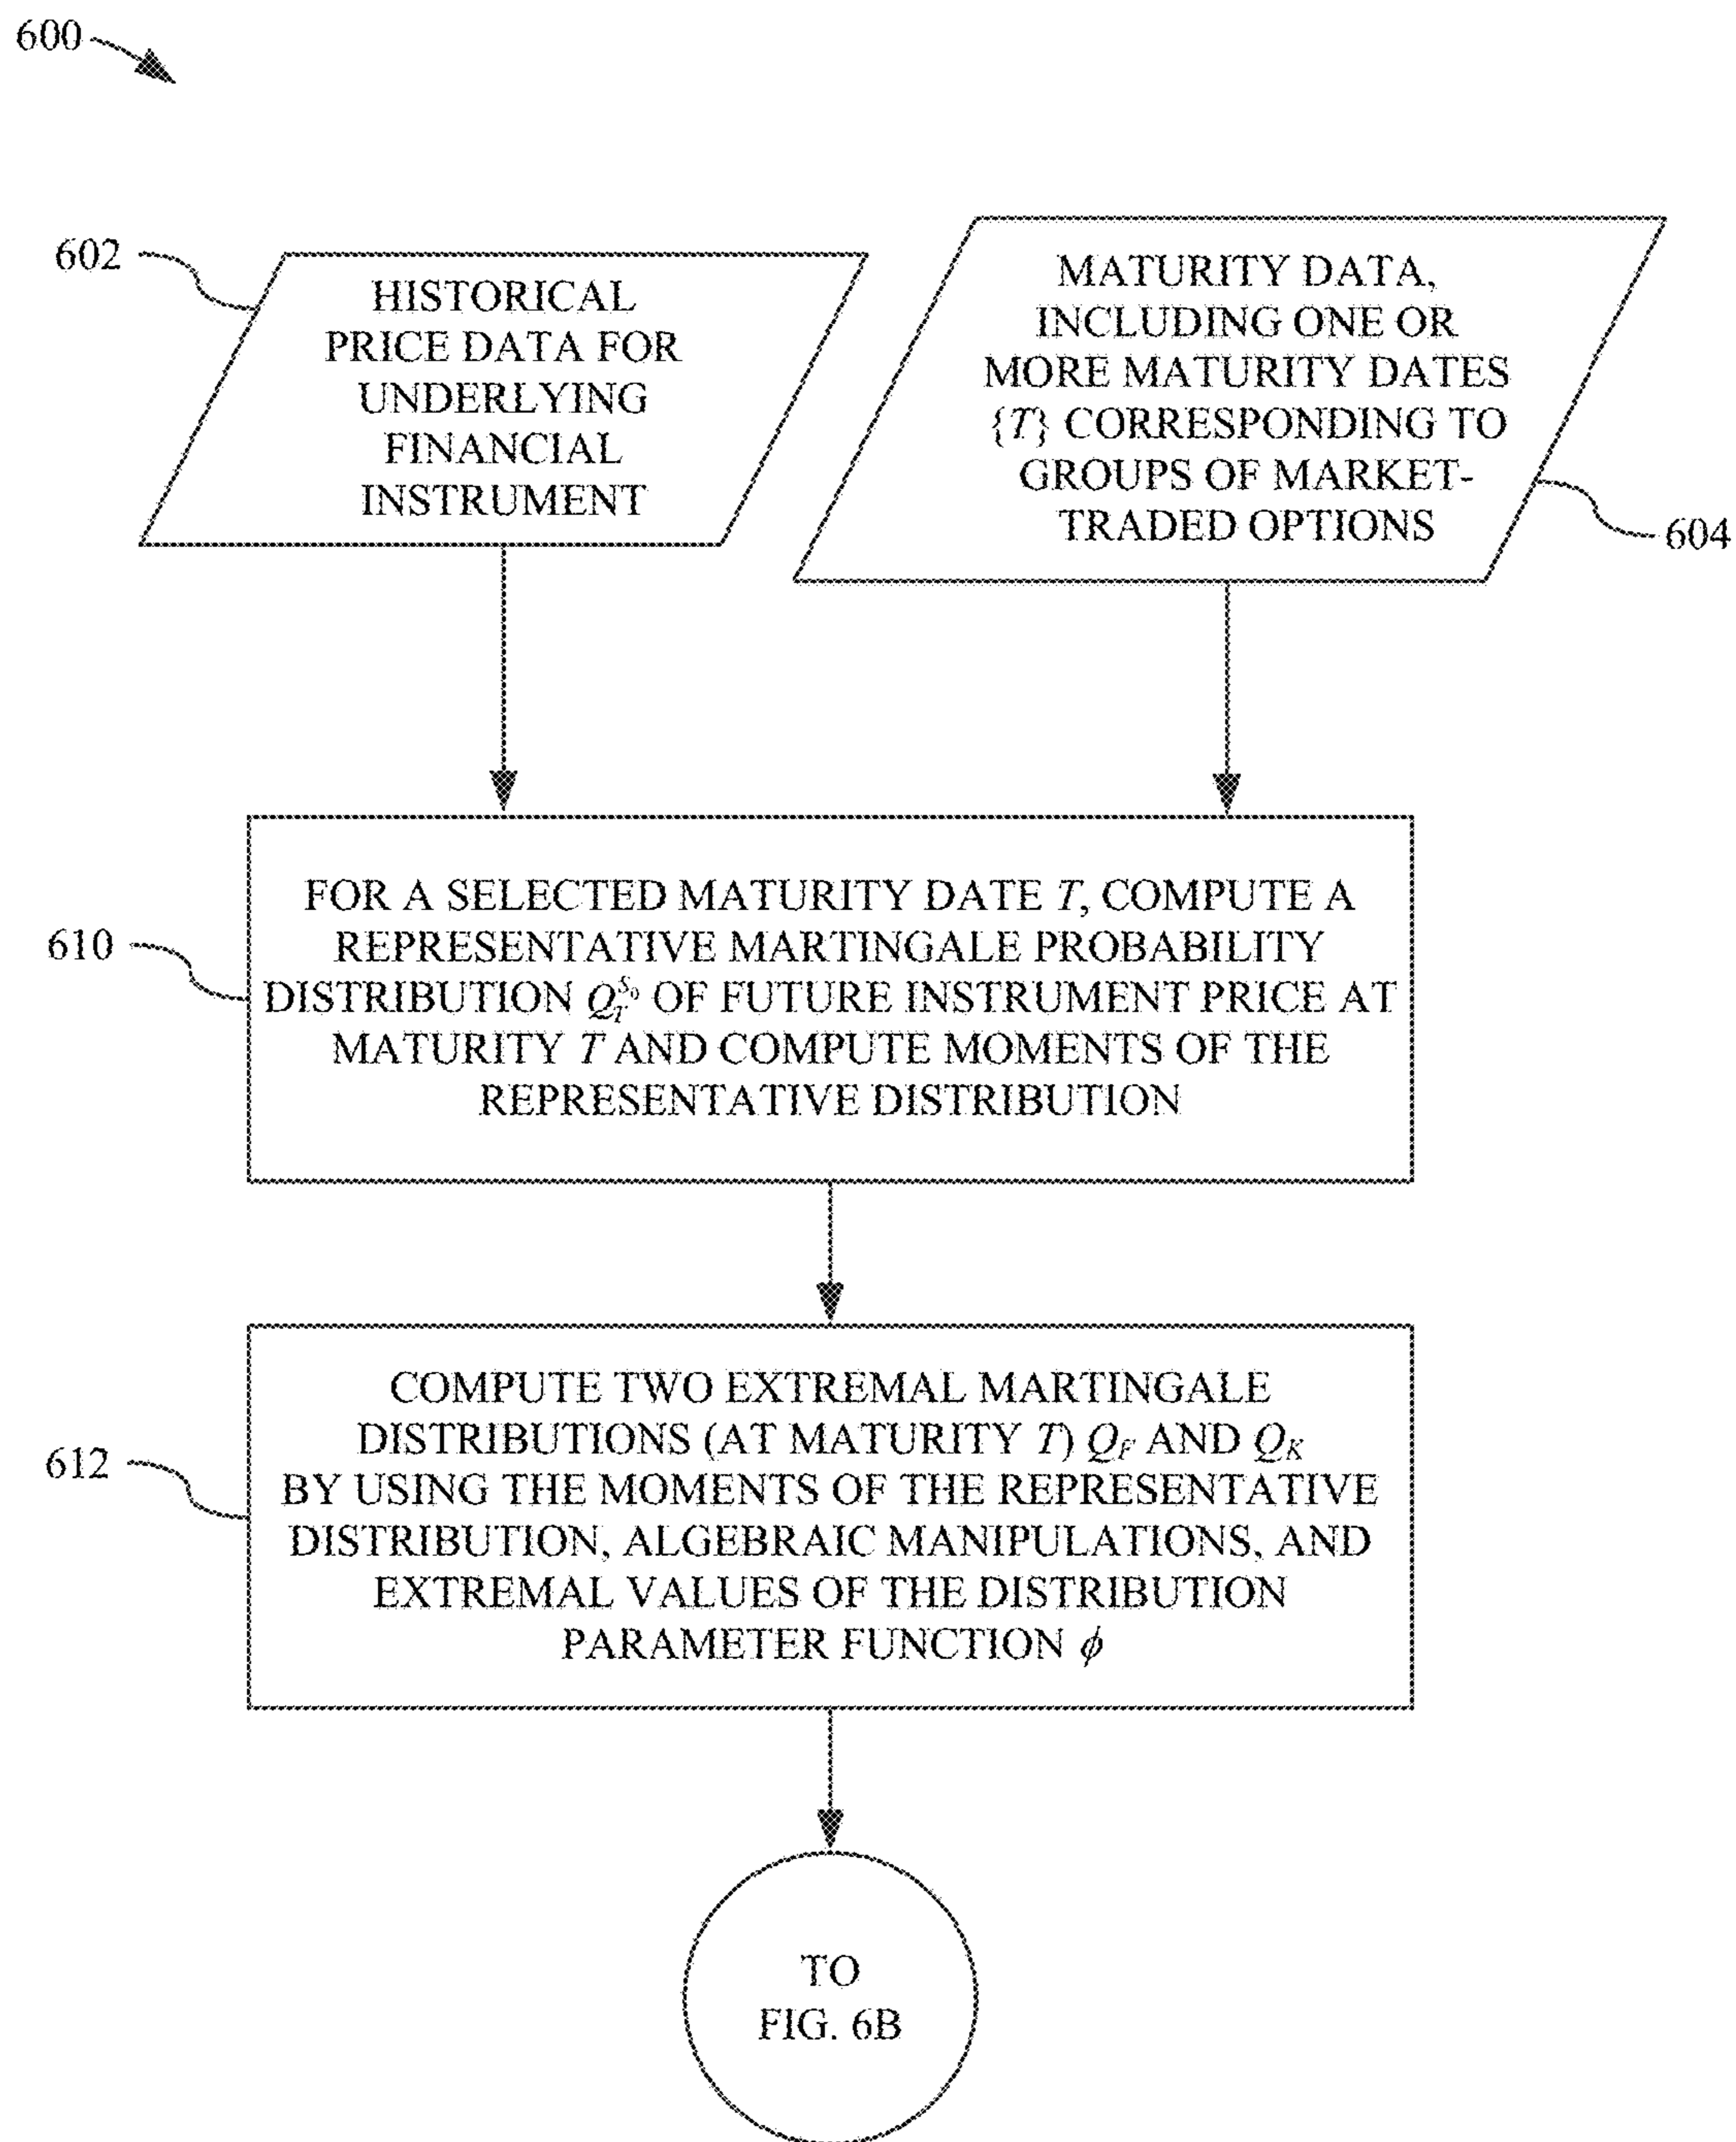 600
602
HISTORICAL
PRICE DATA FOR
UNDERLYING
FINANCIAL
INSTRUMENT
MATURITY DATA,
INCLUDING ONE OR
MORE MATURITY DATES
{T} CORRESPONDING TO
GROUPS OF MARKET-
TRADED OPTIONS
604
610
FOR A SELECTED MATURITY DATE T, COMPUTE A
REPRESENTATIVE MARTINGALE PROBABILITY
DISTRIBUTION Q_T^{S_0} OF FUTURE INSTRUMENT PRICE AT
MATURITY T AND COMPUTE MOMENTS OF THE
REPRESENTATIVE DISTRIBUTION
612
COMPUTE TWO EXTREMAL MARTINGALE
DISTRIBUTIONS (AT MATURITY T) Q_F AND Q_K
BY USING THE MOMENTS OF THE REPRESENTATIVE
DISTRIBUTION, ALGEBRAIC MANIPULATIONS, AND
EXTREMAL VALUES OF THE DISTRIBUTION
PARAMETER FUNCTION ϕ
TO
FIG. 6B